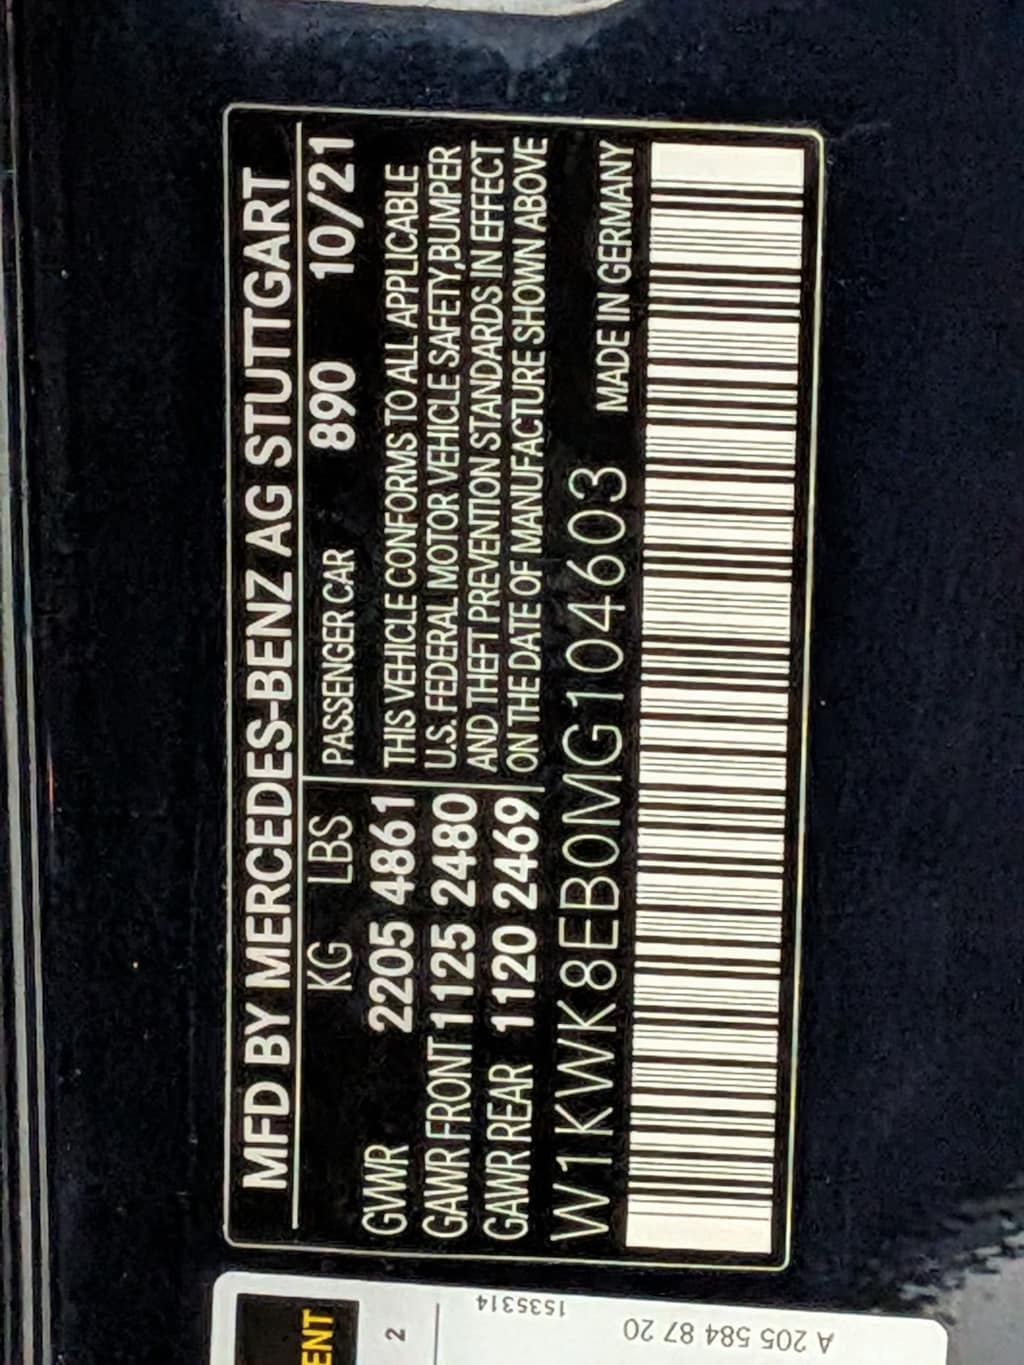 MFD BY MERCEDES-BENZ AG STUTTGART
KG LBS
GVWR 2205 4861
GAWR FRONT 1125 2480
GAWR REAR 1120 2469
PASSENGER CAR 890 10/21
THIS VEHICLE CONFORMS TO ALL APPLICABLE
U.S. FEDERAL MOTOR VEHICLE SAFETY,BUMPER
AND THEFT PREVENTION STANDARDS IN EFFECT
ON THE DATE OF MANUFACTURE SHOWN ABOVE
W1KWK8EB0MG104603 MADE IN GERMANY
ENT
2
1535314
A 205 584 87 20